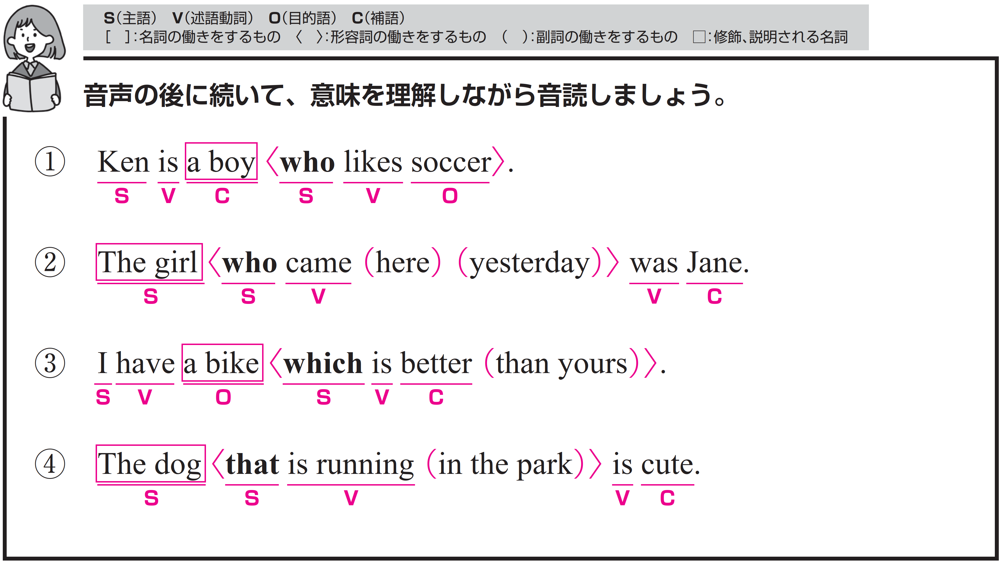 S（主語）　V（述語動詞）　O（目的語）　C（補語）
［　］：名詞の働きをするもの　〈　〉：形容詞の働きをするもの　（　）：副詞の働きをするもの　□：修飾、説明される名詞
音声の後に続いて、意味を理解しながら音読しましょう。
① Ken is a boy 〈who likes soccer〉.
S V C S V O
② The girl 〈who came （here） （yesterday）〉 was Jane.
S S V V C
③ I have a bike 〈which is better （than yours）〉.
S V O S V C
④ The dog 〈that is running （in the park）〉 is cute.
S S V V C